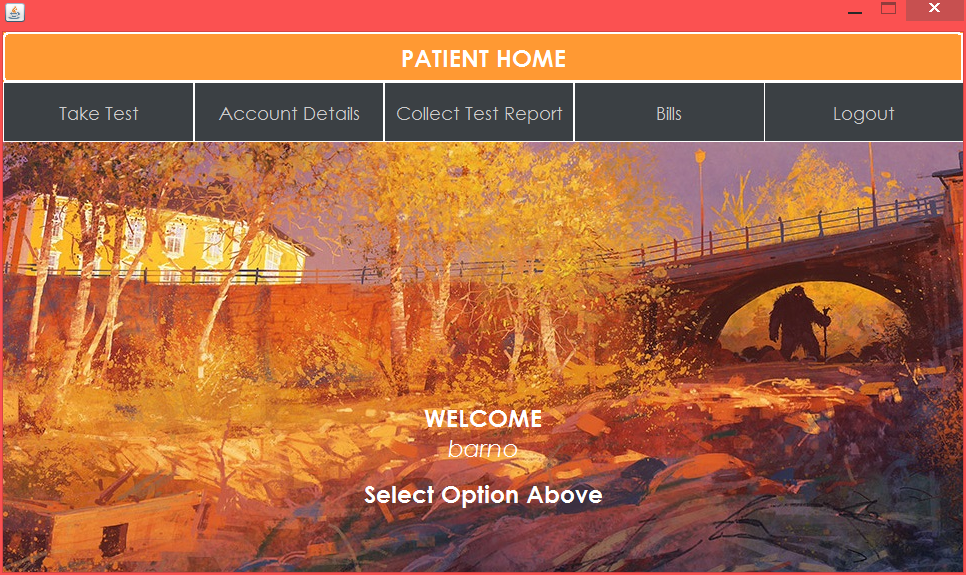 PATIENT HOME
Take Test
Account Details
Collect Test Report
Bills
Logout
WELCOME
barno
Select Option Above